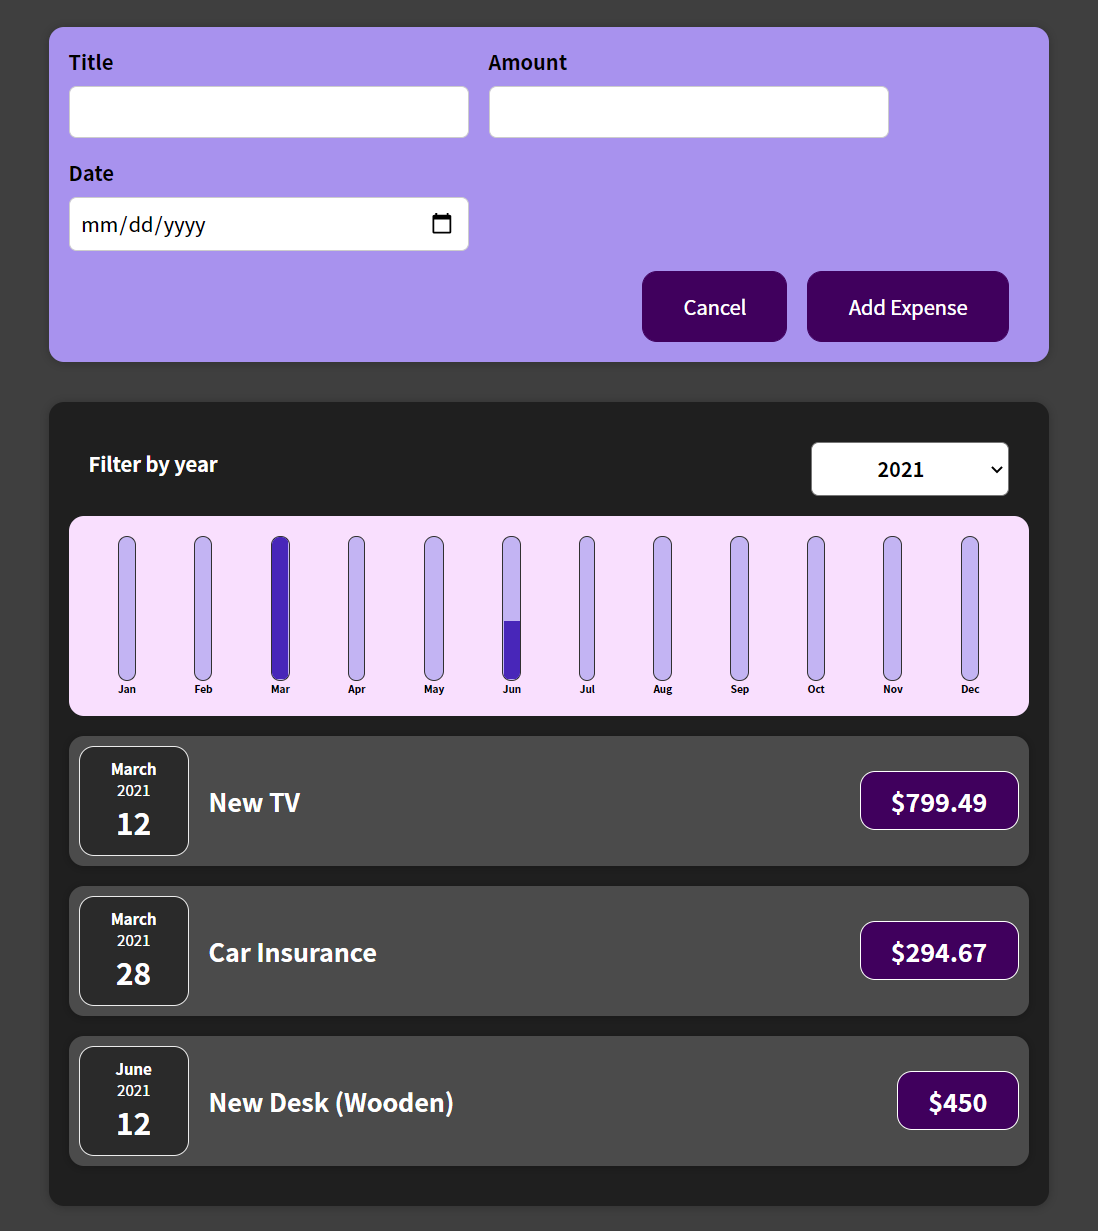 Title Amount
Date
mm/dd/yyyy
Cancel Add Expense
Filter by year 2021
Jan Feb Mar Apr May Jun Jul Aug Sep Oct Nov Dec
March
2021
12
New TV
$799.49
March
2021
28
Car Insurance
$294.67
June
2021
12
New Desk (Wooden)
$450